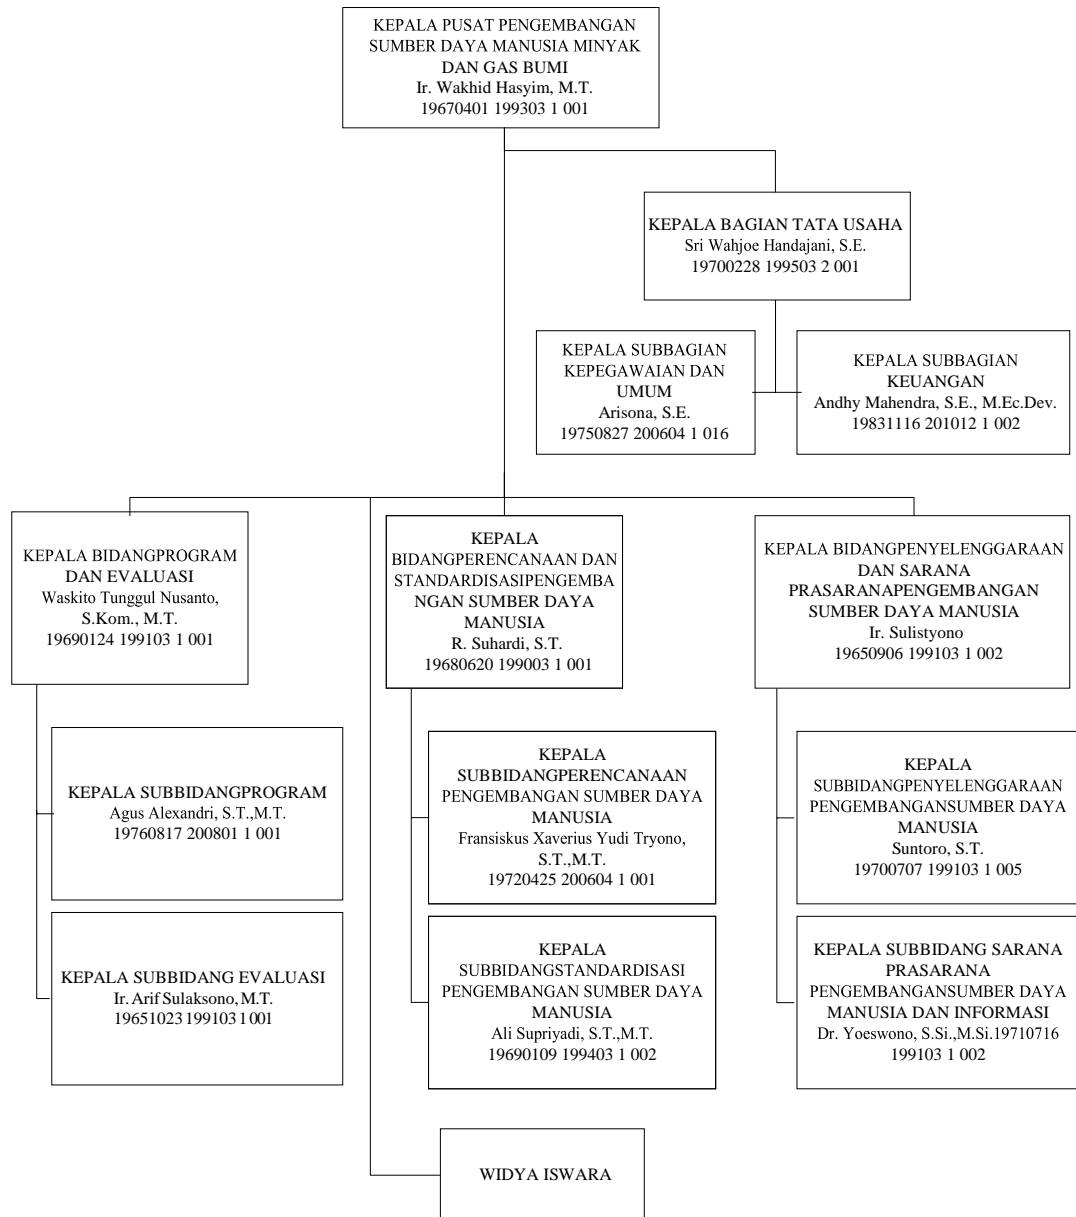 KEPALA PUSAT PENGEMBANGAN
SUMBER DAYA MANUSIA MINYAK
DAN GAS BUMI
Ir. Wakhid Hasyim, M.T.
19670401 199303 1 001
KEPALA BAGIAN TATA USAHA
Sri Wahjoe Handajani, S.E.
19700228 199503 2 001
KEPALA SUBBAGIAN
KEPEGAWAIAN DAN
UMUM
Arisona, S.E.
19750827 200604 1 016
KEPALA SUBBAGIAN
KEUANGAN
Andhy Mahendra, S.E., M.Ec.Dev.
19831116 201012 1 002
KEPALA BIDANGPROGRAM
DAN EVALUASI
Waskito Tunggul Nusanto,
S.Kom., M.T.
19690124 199103 1 001
KEPALA
BIDANGPERENCANAAN DAN
STANDARDISASIPENGEMBA
NGAN SUMBER DAYA
MANUSIA
R. Suhardi, S.T.
19680620 199003 1 001
KEPALA BIDANGPENYELENGGARAAN
DAN SARANA
PRASARANAPENGEMBANGAN
SUMBER DAYA MANUSIA
Ir. Sulistyono
19650906 199103 1 002
KEPALA SUBBIDANGPROGRAM
Agus Alexandri, S.T.,M.T.
19760817 200801 1 001
KEPALA
SUBBIDANGPERENCANAAN
PENGEMBANGAN SUMBER DAYA
MANUSIA
Fransiskus Xaverius Yudi Tryono,
S.T.,M.T.
19720425 200604 1 001
KEPALA
SUBBIDANGPENYELENGGARAAN
PENGEMBANGANSUMBER DAYA
MANUSIA
Suntoro, S.T.
19700707 199103 1 005
KEPALA SUBBIDANG EVALUASI
Ir. Arif Sulaksono, M.T.
19651023 199103 1 001
KEPALA
SUBBIDANGSTANDARDISASI
PENGEMBANGAN SUMBER DAYA
MANUSIA
Ali Supriyadi, S.T.,M.T.
19690109 199403 1 002
KEPALA SUBBIDANG SARANA
PRASARANA
PENGEMBANGANSUMBER DAYA
MANUSIA DAN INFORMASI
Dr. Yoeswono, S.Si.,M.Si.19710716
199103 1 002
WIDYA ISWARA